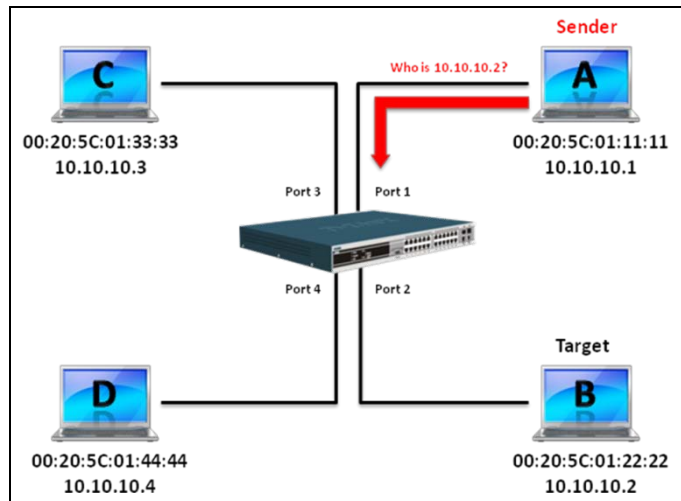 Sender
C
Who is 10.10.10.2?
A
00:20:5C:01:33:33
10.10.10.3
00:20:5C:01:11:11
10.10.10.1
Port 3
Port 1
Port 4
Port 2
Target
D
B
00:20:5C:01:44:44
10.10.10.4
00:20:5C:01:22:22
10.10.10.2